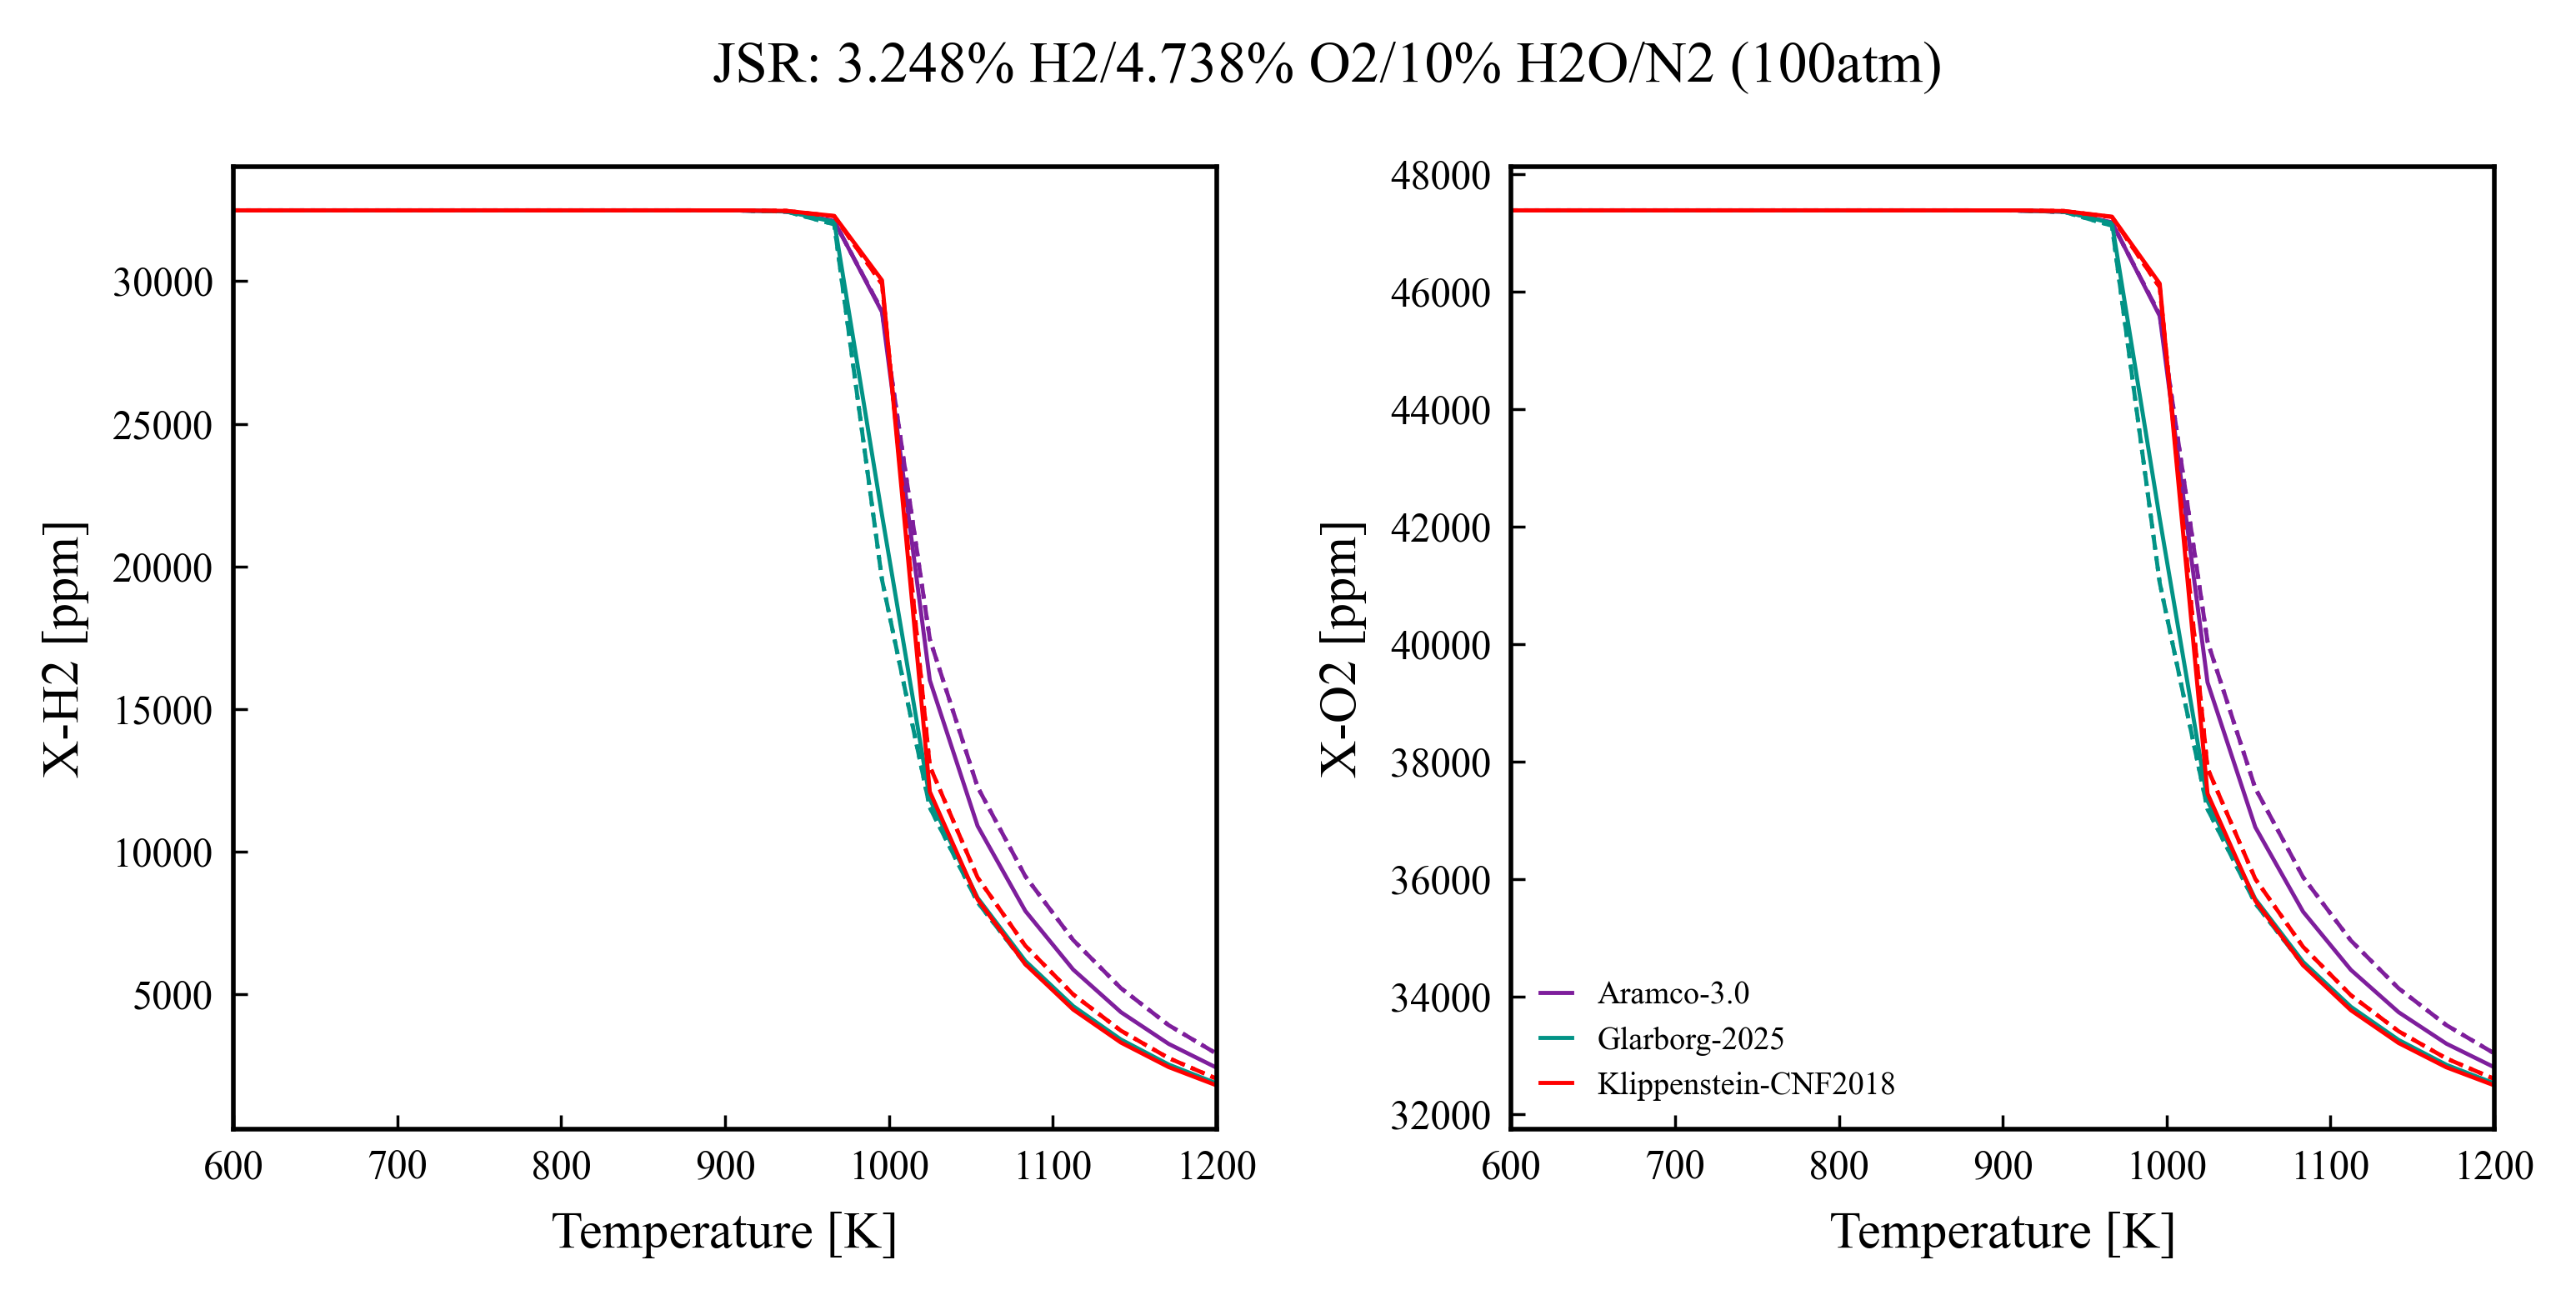 JSR: 3.248% H2/4.738% O2/10% H2O/N2 (100atm)
X-H2 [ppm]
30000
25000
20000
15000
10000
5000
600 700 800 900 1000 1100 1200
Temperature [K]
X-O2 [ppm]
48000
46000
44000
42000
40000
38000
36000
34000
32000
Aramco-3.0
Glarborg-2025
Klippenstein-CNF2018
600 700 800 900 1000 1100 1200
Temperature [K]